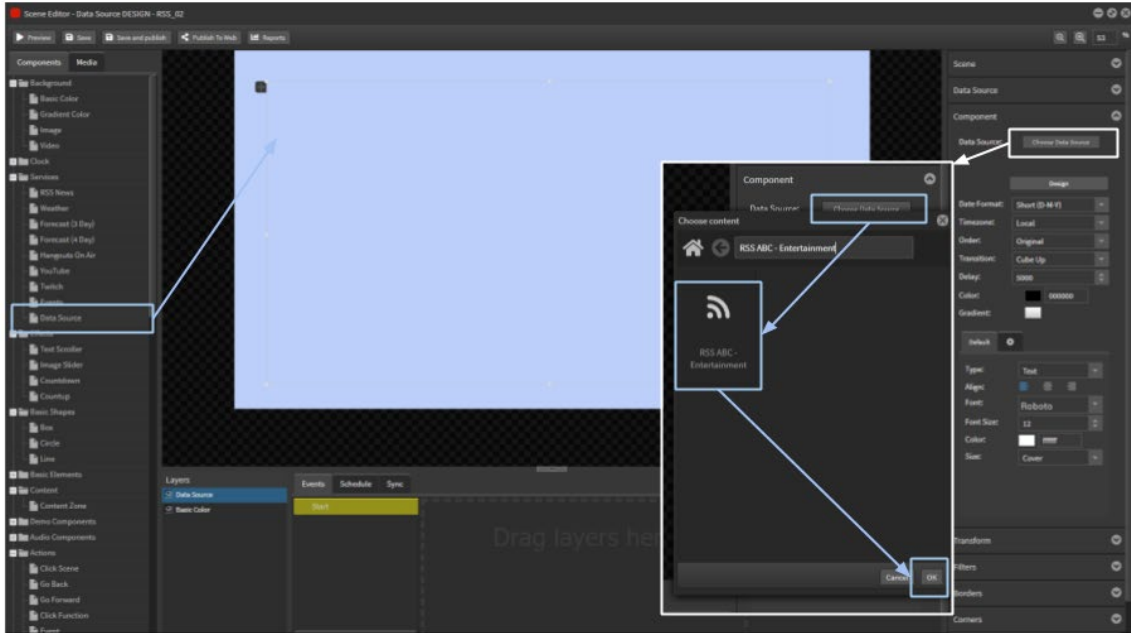 Scene Editor - Data Source DESIGN - RSS_02
Preview
Save
Save and publish
Publish To Web
Reports
53
%
Components
Media
Background
Basic Color
Gradient Color
Image
Video
Clock
Services
RSS News
Weather
Forecast (3 Day)
Forecast (4 Day)
Hangouts On Air
YouTube
Twitch
Events
Data Source
Effects
Text Scroller
Image Slider
Countdown
Countup
Basic Shapes
Box
Circle
Line
Basic Elements
Content
Content Zone
Demo Components
Audio Components
Actions
Click Scene
Go Back
Go Forward
Click Function
Event
Layers
Data Source
Basic Color
Events
Schedule
Sync
Start
Drag layers her
Component
Data Source:
Choose Data Source
Choose content
RSS ABC - Entertainment
RSS ABC -
Entertainment
Cancel
OK
Scene
Data Source
Component
Data Source:
Choose Data Source
Design
Date Format:
Short (D-M-Y)
Timezone:
Local
Order:
Original
Transition:
Cube Up
Delay:
5000
Color:
000000
Gradient:
Default
Type:
Text
Align:
Font:
Roboto
Font Size:
12
Color:
ffffff
Size:
Cover
Transform
Filters
Borders
Corners